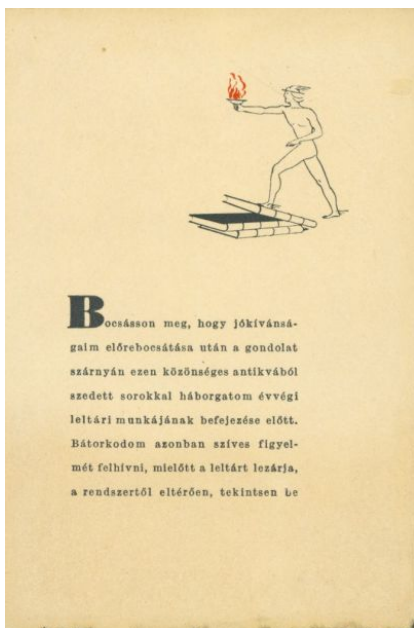 Bocsásson meg, hogy jókívánsá-
gaim előrebocsátása után a gondolat
szárnyán ezen közönséges antikvából
szedett sorokkal háborgatom évvégi
leltári munkájának befejezése előtt.
Bátorkodom azonban szíves figyel-
mét felhívni, mielőtt a leltárt lezárja,
a rendszertől eltérően, tekintsen be